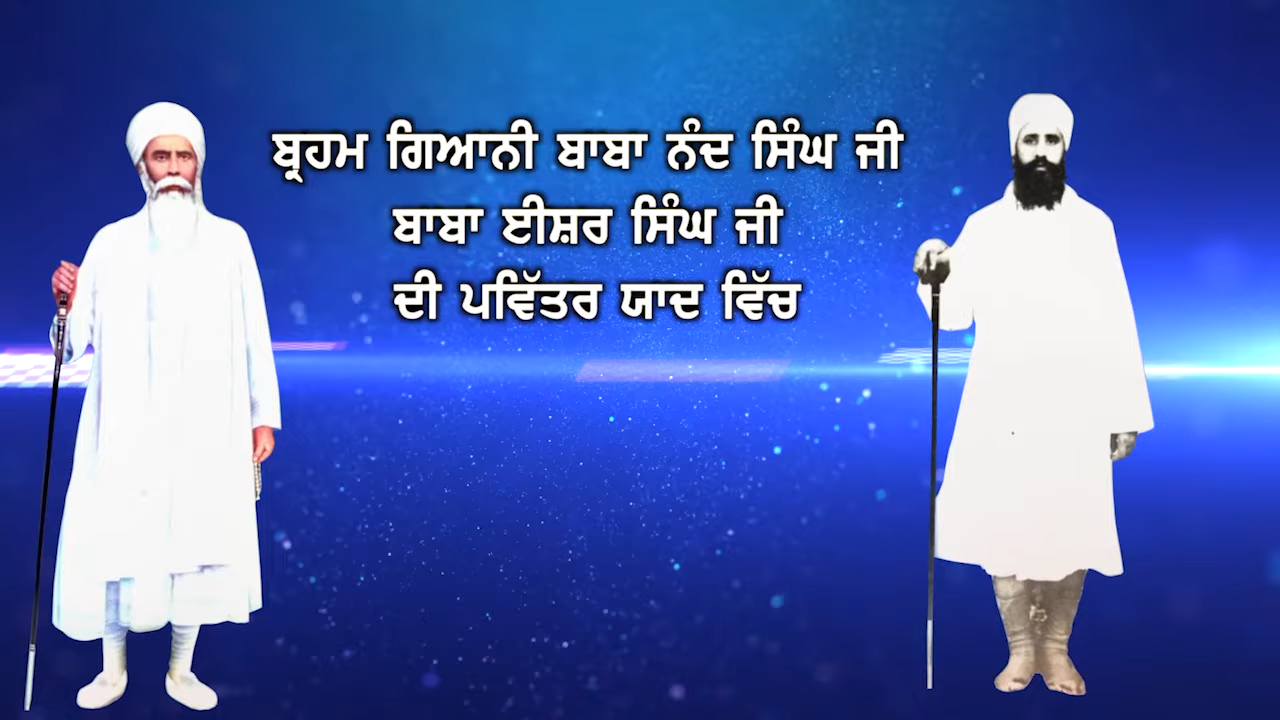 ਬ੍ਰਹਮ ਗਿਆਨੀ ਬਾਬਾ ਨੰਦ ਸਿੰਘ ਜੀ
ਬਾਬਾ ਈਸ਼ਰ ਸਿੰਘ ਜੀ
ਦੀ ਪਵਿੱਤਰ ਯਾਦ ਵਿੱਚ